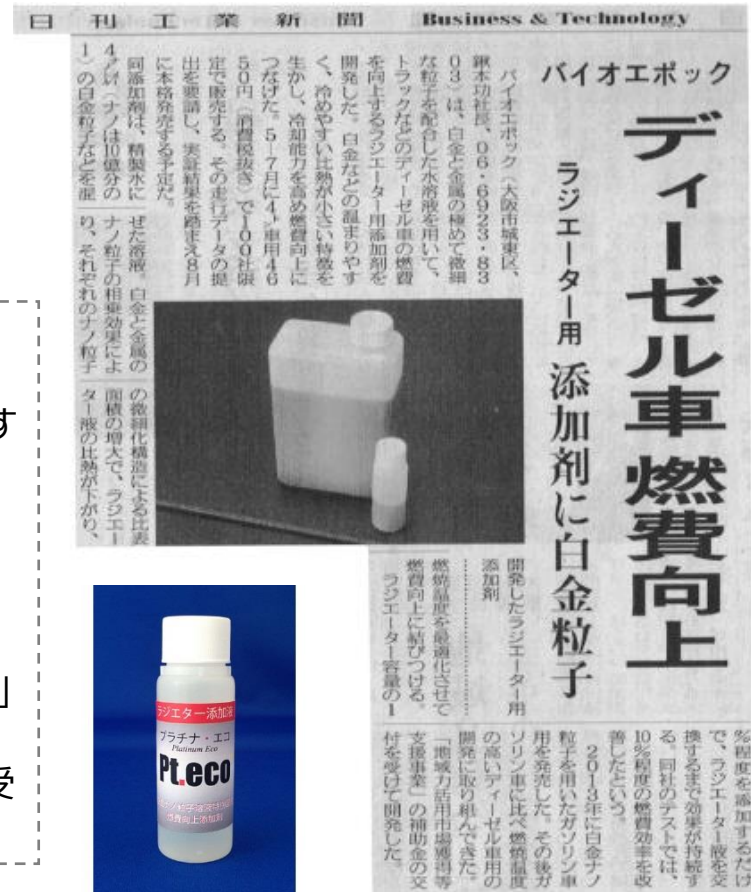 日刊工業新聞 Business & Technology
バイオエポック
ディーゼル車燃費向上
ラジエーター用 添加剤に白金粒子
バイオエポック(大阪市城東区、
鍬本功社長、06・6923・83
03)は、白金と金属の極めて微細
な粒子を配合した水溶液を用いて、
トラックなどのディーゼル車の燃費
を向上するラジエーター用添加剤を
開発した。白金などの温まりやす
く、冷めやすい比熱が小さい特徴を
生かし、冷却能力を高め燃費向上に
つなげた。5―7月に4㌧車用46
50円(消費税抜き)で100社限
定で販売する。その走行データの提
出を要請し、実証結果を踏まえ8月
に本格発売する予定だ。
同添加剤は、精製水に
4㌨㍍(ナノは10億分の
1)の白金粒子などを混
ぜた溶液。白金と金属の
ナノ粒子の相乗効果によ
り、それぞれのナノ粒子
の微細化構造による比表
面積の増大で、ラジエー
ター液の比熱が下がり、
燃焼温度を最適化させて
燃費向上に結びつける。
ラジエーター容量の1
%程度を添加するだけ
で、ラジエーター液を交
換するまで効果が持続す
る。同社のテストでは、
10%程度の燃費効率を改
善したという。
2013年に白金ナノ
粒子を用いたガソリン車
用を発売した。その後ガ
ソリン車に比べ燃焼温度
の高いディーゼル車用の
開発に取り組んできた。
「地域力活用市場獲得等
支援事業」の補助金の交
付を受けて開発した。
開発したラジエーター用
添加剤
す
」
受
ラジエター添加液
プラチナ・エコ
Platinum Eco
Pt.eco
燃費向上添加剤